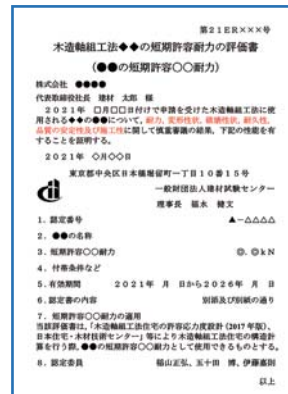 第21ER×××号
木造軸組工法◆◆の短期許容耐力の評価書
(●●の短期許容〇〇耐力)
株式会社 ●●●●
代表取締役社長 建材 太郎 様
2021年 〇月〇〇日付けで申請を受けた木造軸組工法に使
用される◆◆の●●について、耐力、変形性状、破壊性状、耐久性、
品質の安定性及び施工性に関して慎重審議の結果、下記の性能を有
することを証明する。
2021年 ◇月◇◇日
東京都中央区日本橋堀留町一丁目10番15号
一般財団法人建材試験センター
理事長 福水 健文
1. 認定番号 ▲-△△△△
2. ●●の名称
3. 短期許容〇〇耐力 ◎.◎kN
4. 付帯条件など
5. 有効期間 2021年 月 日から2026年 月 日
6. 認定書の内容 別添及び別紙の通り
7. 短期許容〇〇耐力の適用
当該評価書は、「木造軸組工法住宅の許容応力度設計(2017年版)、
日本住宅・木材技術センター」等により木造軸組工法住宅の構造計
算を行う際、●●の短期許容〇〇耐力として使用できるものとする。
8. 認定委員 稲山正弘、五十田 博、伊藤嘉則
以上